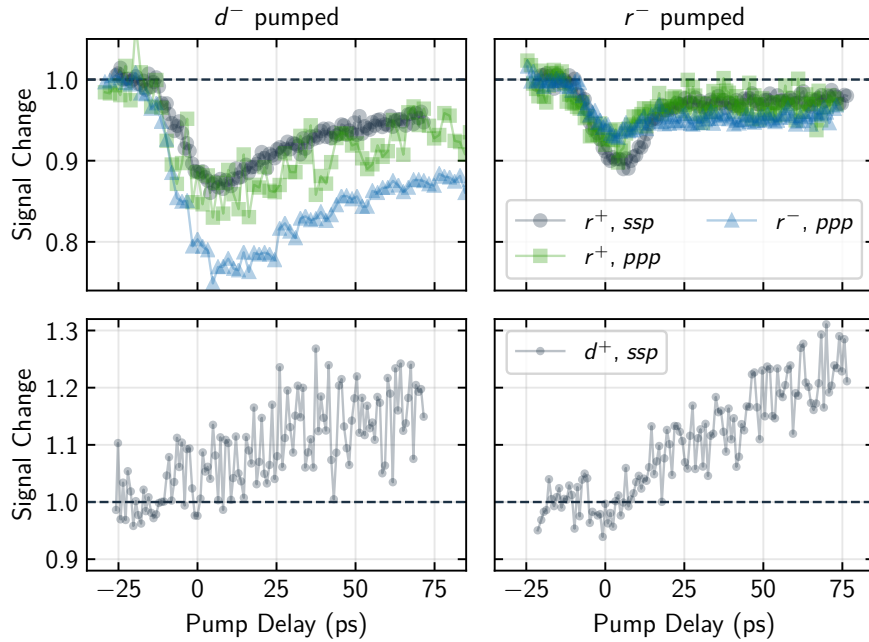 d⁻ pumped
r⁻ pumped
Signal Change
1.0
0.9
0.8
r⁺, ssp
r⁺, ppp
r⁻, ppp
Signal Change
1.3
1.2
1.1
1.0
0.9
d⁺, ssp
−25 0 25 50 75
−25 0 25 50 75
Pump Delay (ps)
Pump Delay (ps)